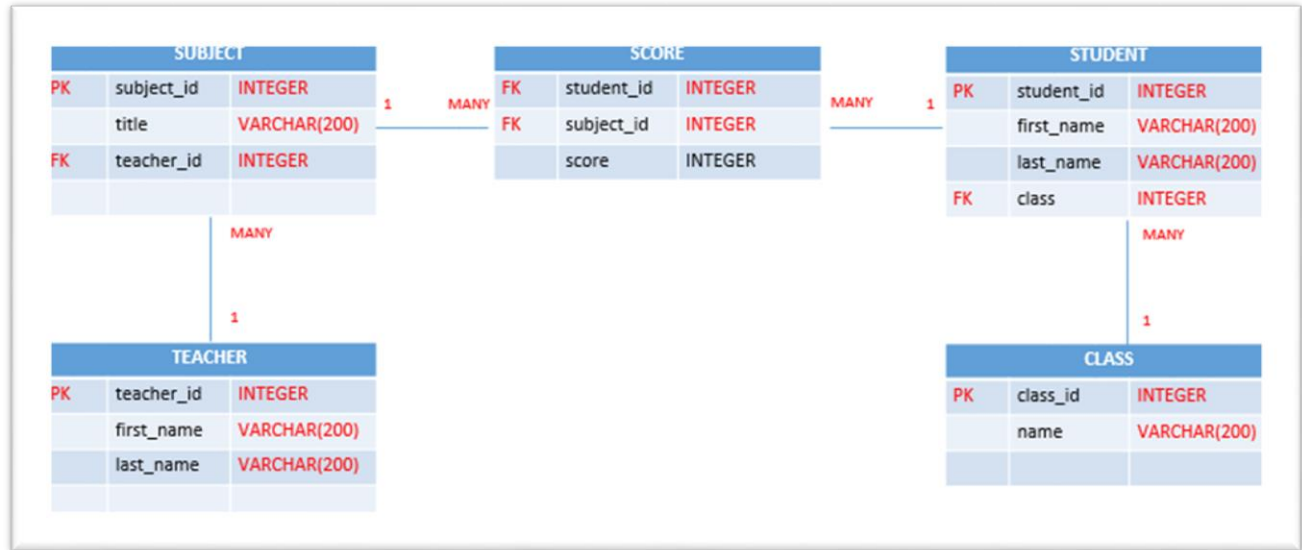 SUBJECT
PK subject_id INTEGER
title VARCHAR(200)
FK teacher_id INTEGER
1 MANY
SCORE
FK student_id INTEGER
FK subject_id INTEGER
score INTEGER
MANY 1
STUDENT
PK student_id INTEGER
first_name VARCHAR(200)
last_name VARCHAR(200)
FK class INTEGER
MANY
1
MANY
1
TEACHER
PK teacher_id INTEGER
first_name VARCHAR(200)
last_name VARCHAR(200)
CLASS
PK class_id INTEGER
name VARCHAR(200)